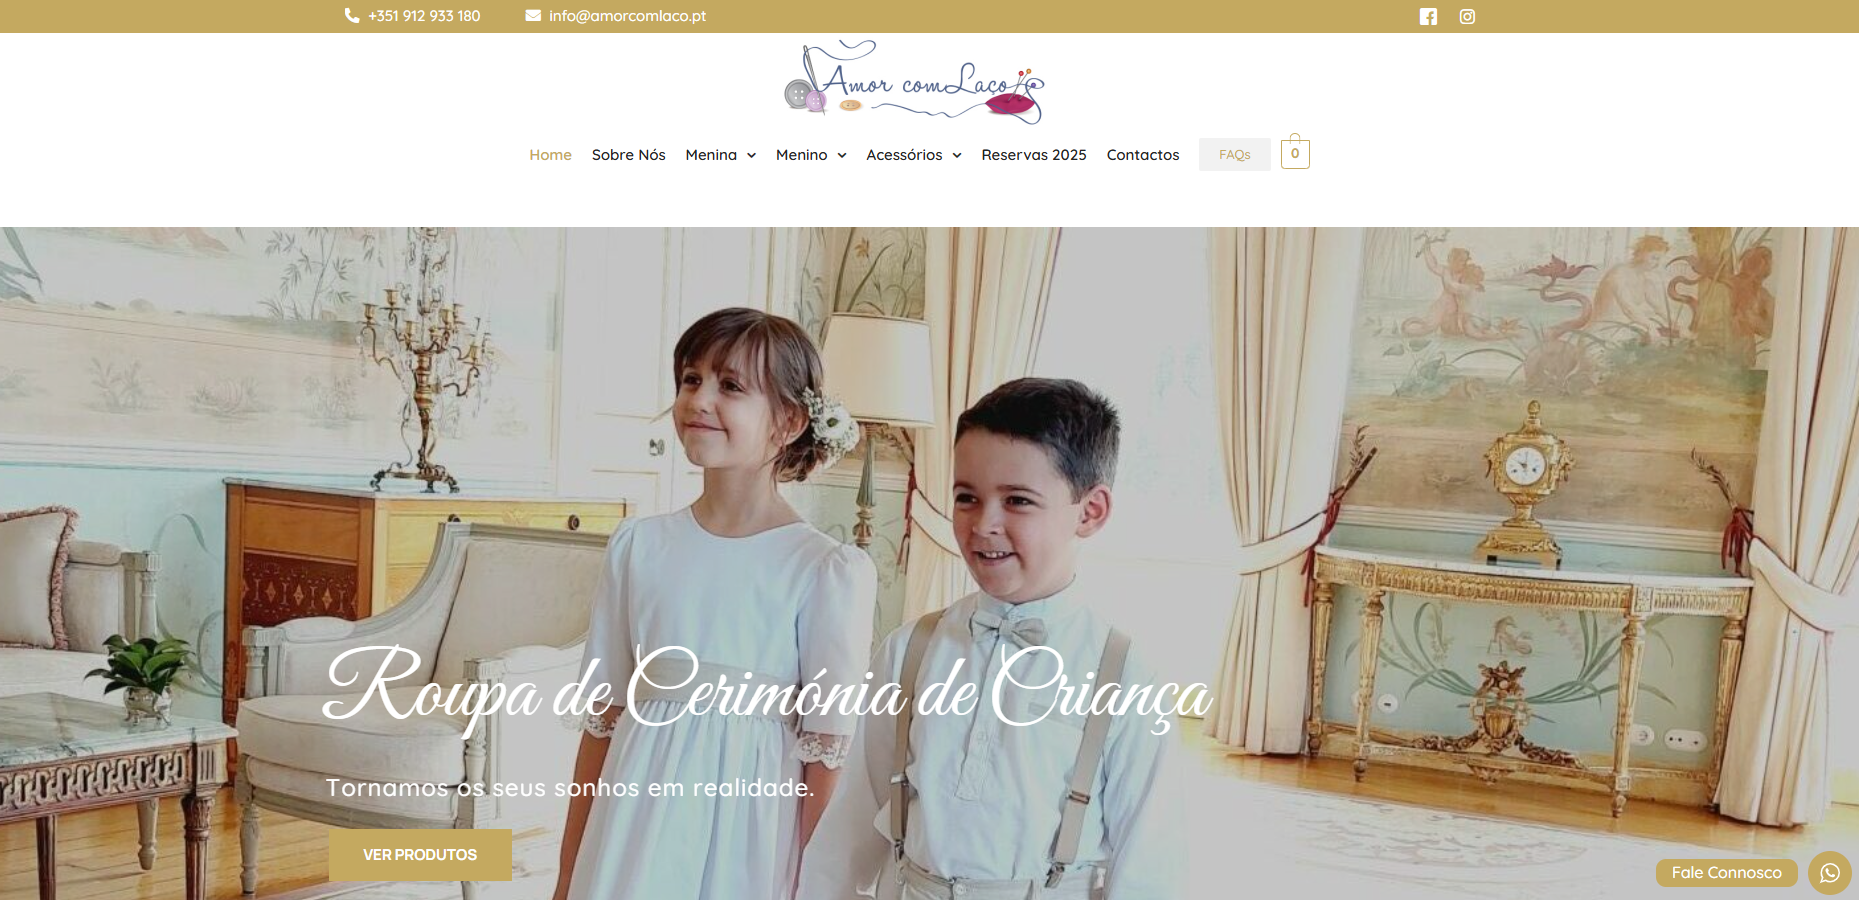 +351 912 933 180 info@amorcomlaco.pt
Amor com Laço
Home Sobre Nós Menina Menino Acessórios Reservas 2025 Contactos FAQs 0
Roupa de Cerimónia de Criança
Tornamos os seus sonhos em realidade.
VER PRODUTOS
Fale Connosco